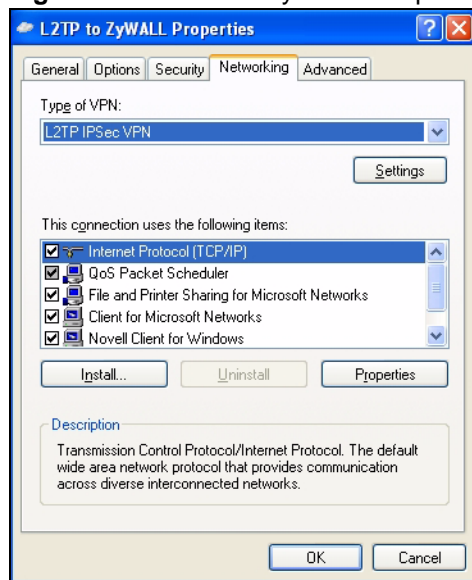 L2TP to ZyWALL Properties
General Options Security Networking Advanced
Type of VPN:
L2TP IPSec VPN
Settings
This connection uses the following items:
Internet Protocol (TCP/IP)
QoS Packet Scheduler
File and Printer Sharing for Microsoft Networks
Client for Microsoft Networks
Novell Client for Windows
Install... Uninstall Properties
Description
Transmission Control Protocol/Internet Protocol. The default
wide area network protocol that provides communication
across diverse interconnected networks.
OK Cancel